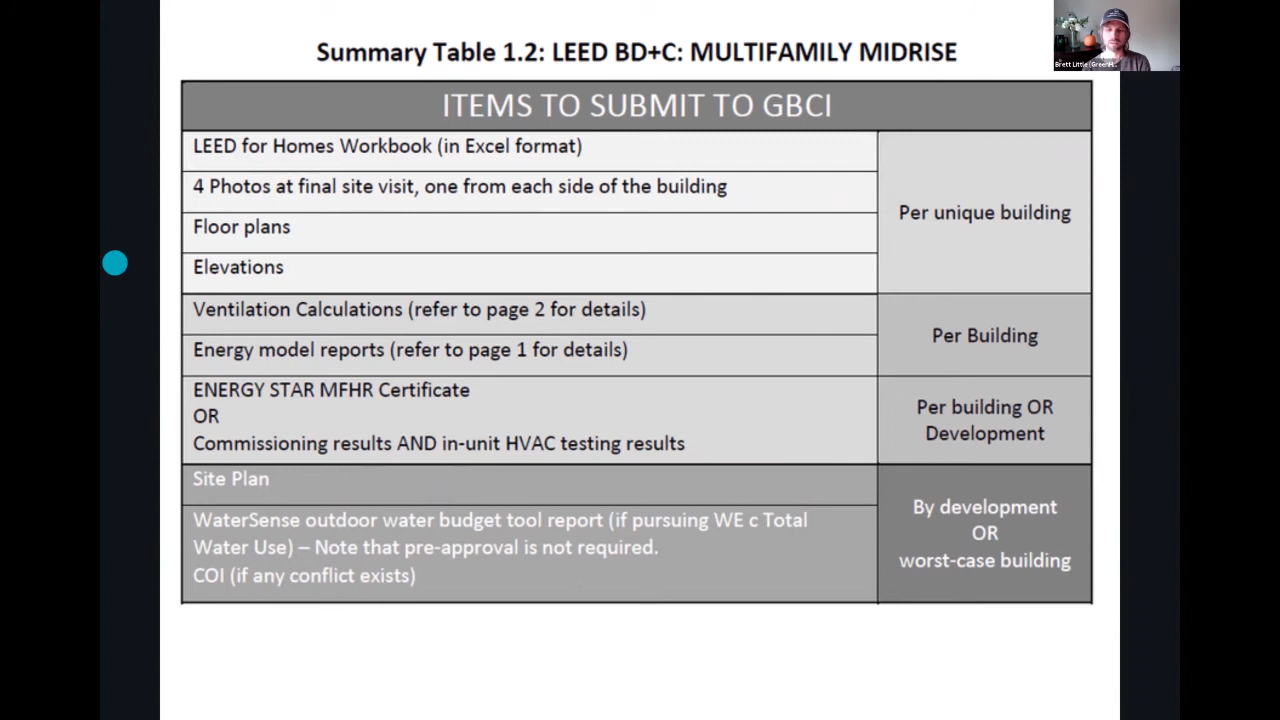 Summary Table 1.2: LEED BD+C: MULTIFAMILY MIDRISE
Brett Little (GreenH...
ITEMS TO SUBMIT TO GBCI
LEED for Homes Workbook (in Excel format)
4 Photos at final site visit, one from each side of the building
Floor plans
Elevations
Per unique building
Ventilation Calculations (refer to page 2 for details)
Energy model reports (refer to page 1 for details)
Per Building
ENERGY STAR MFHR Certificate
OR
Commissioning results AND in-unit HVAC testing results
Per building OR
Development
Site Plan
WaterSense outdoor water budget tool report (if pursuing WE c Total
Water Use) – Note that pre-approval is not required.
COI (if any conflict exists)
By development
OR
worst-case building